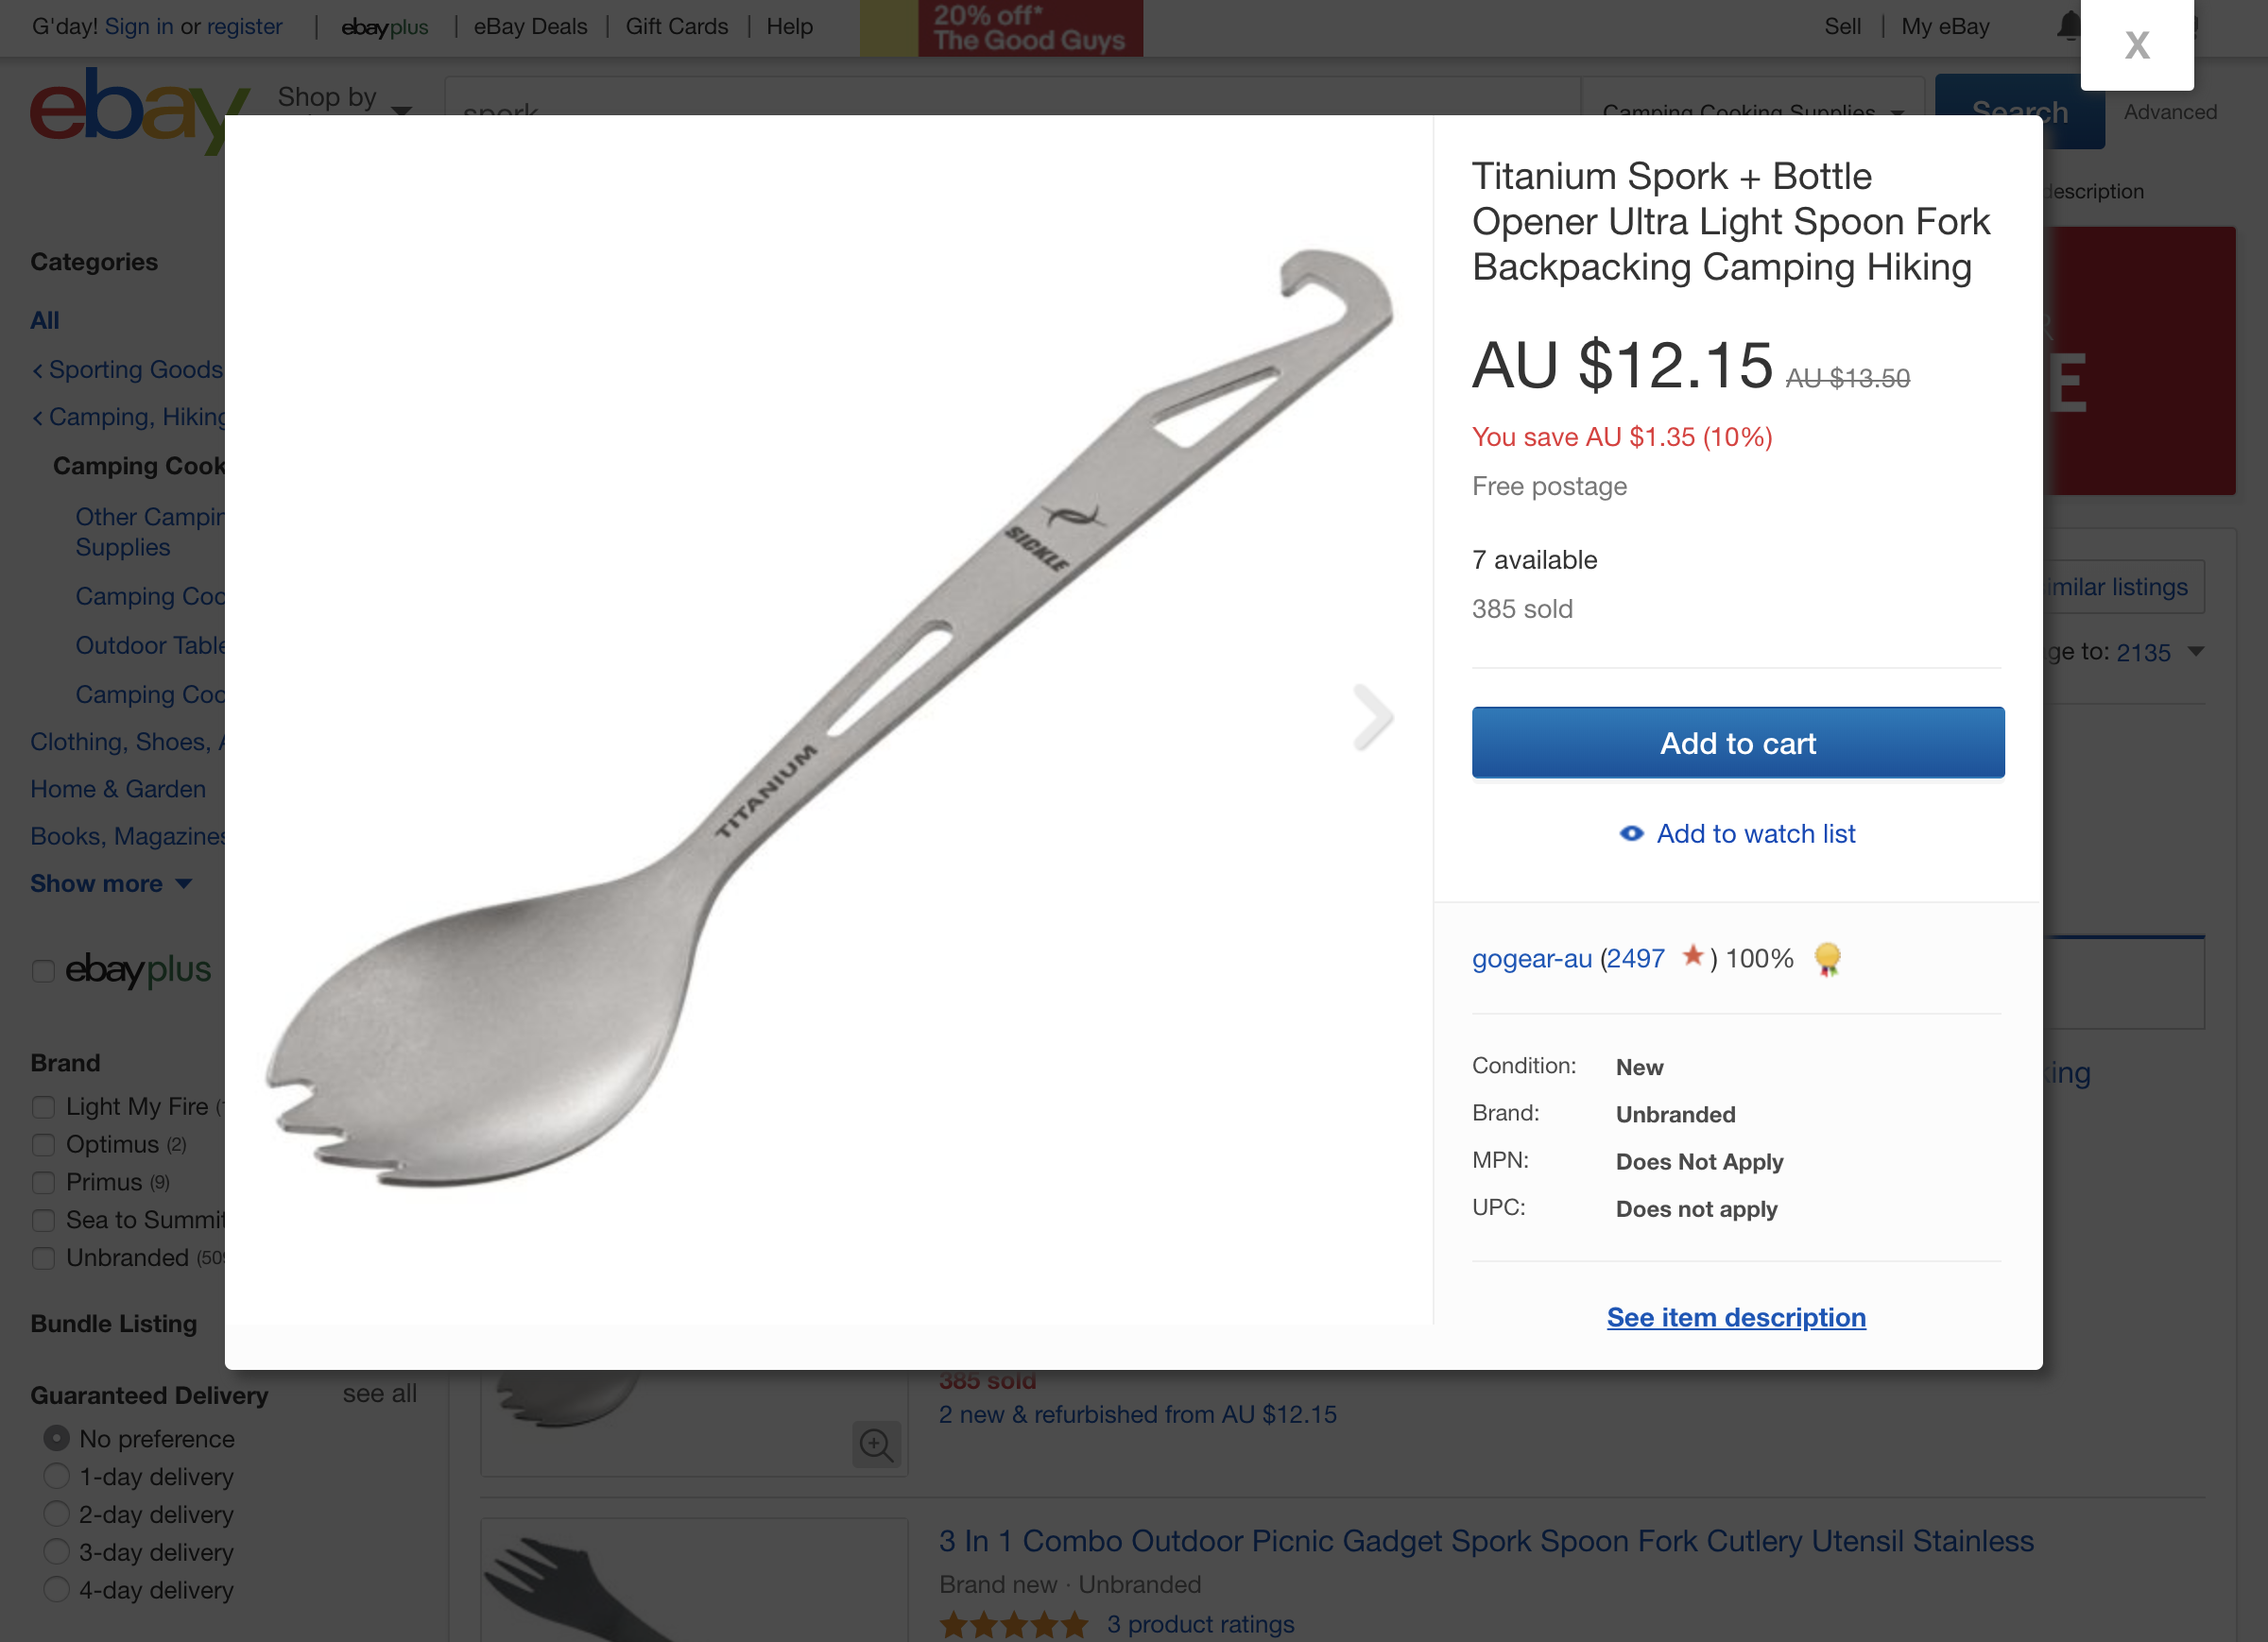 G'day! Sign in or register
ebayplus
eBay Deals
Gift Cards
Help
20% off*
The Good Guys
Sell
My eBay
X
ebay
Shop by
spork
Camping Cooking Supplies
Search
Advanced
description
Categories
All
Sporting Goods
Camping, Hiking
Camping Cook
Other Campin
Supplies
Camping Coo
Outdoor Table
Camping Coo
Clothing, Shoes,
Home & Garden
Books, Magazines
Show more
ebayplus
Brand
Light My Fire
Optimus (2)
Primus (9)
Sea to Summit
Unbranded (509
Bundle Listing
Guaranteed Delivery
see all
No preference
1-day delivery
2-day delivery
3-day delivery
4-day delivery
SICKLE
TITANIUM
Titanium Spork + Bottle
Opener Ultra Light Spoon Fork
Backpacking Camping Hiking
AU $12.15 AU $13.50
You save AU $1.35 (10%)
Free postage
7 available
385 sold
Add to cart
Add to watch list
gogear-au (2497 ) 100%
Condition: New
Brand: Unbranded
MPN: Does Not Apply
UPC: Does not apply
See item description
E
imilar listings
ge to: 2135
king
385 sold
2 new & refurbished from AU $12.15
3 In 1 Combo Outdoor Picnic Gadget Spork Spoon Fork Cutlery Utensil Stainless
Brand new · Unbranded
3 product ratings